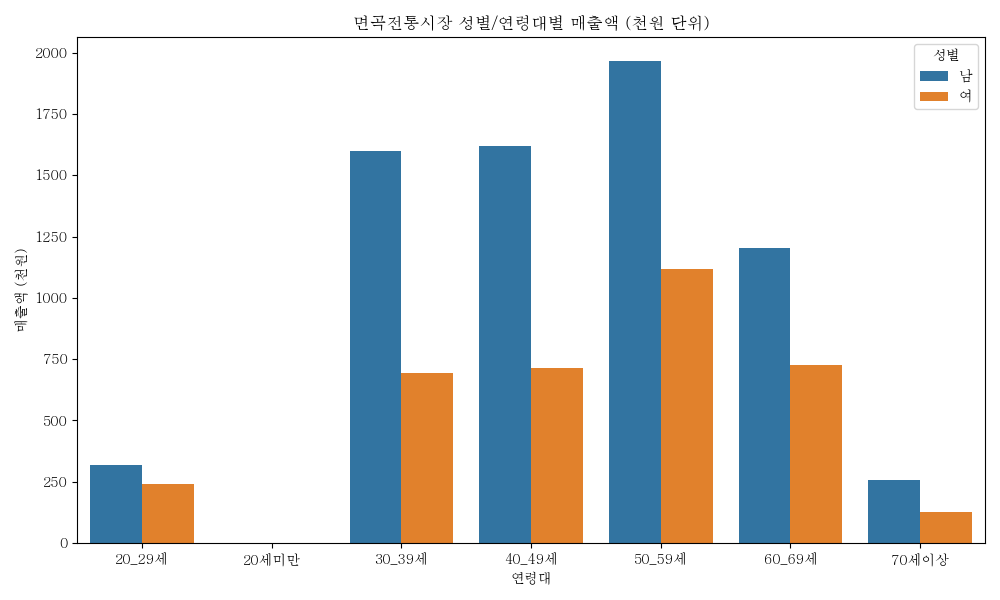 면곡전통시장 성별/연령대별 매출액 (천원 단위)
성별
남
여
매출액 (천원)
2000
1750
1500
1250
1000
750
500
250
0
20_29세
20세미만
30_39세
40_49세
50_59세
60_69세
70세이상
연령대